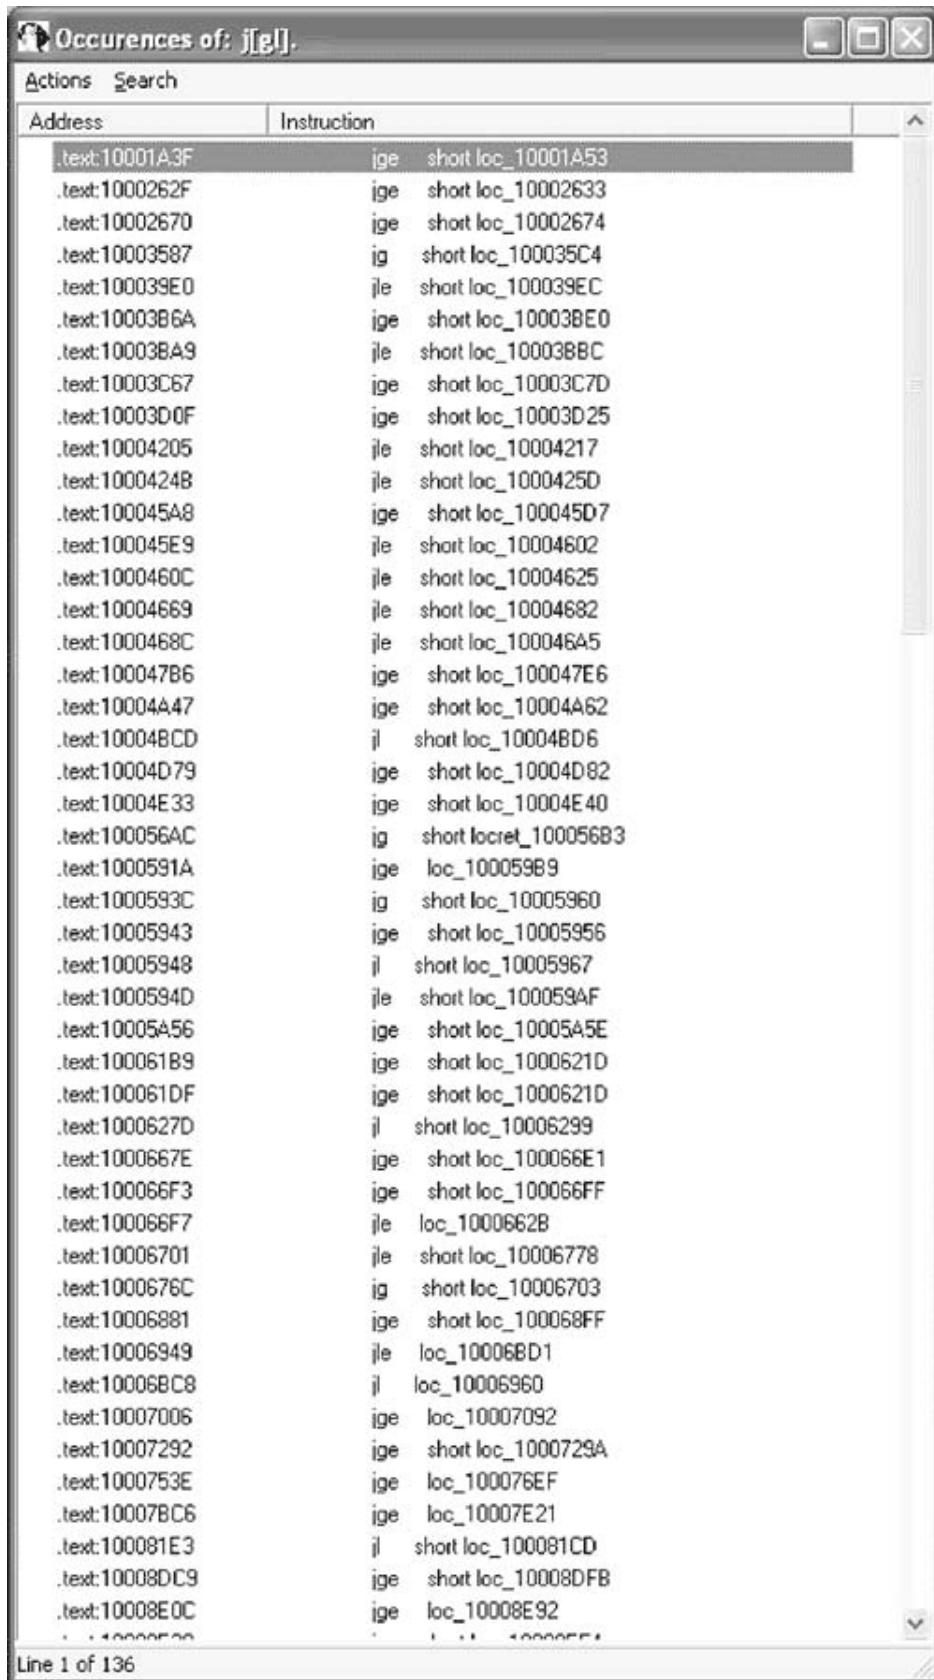 Occurences of: j[gl].
Actions Search
Address Instruction
.text:10001A3F jge short loc_10001A53
.text:1000262F jge short loc_10002633
.text:10002670 jge short loc_10002674
.text:10003587 jg short loc_100035C4
.text:100039E0 jle short loc_100039EC
.text:10003B6A jge short loc_10003BE0
.text:10003BA9 jle short loc_10003BBC
.text:10003C67 jge short loc_10003C7D
.text:10003D0F jge short loc_10003D25
.text:10004205 jle short loc_10004217
.text:1000424B jle short loc_1000425D
.text:100045A8 jge short loc_100045D7
.text:100045E9 jle short loc_10004602
.text:1000460C jle short loc_10004625
.text:10004669 jle short loc_10004682
.text:1000468C jle short loc_100046A5
.text:100047B6 jge short loc_100047E6
.text:10004A47 jge short loc_10004A62
.text:10004BCD jl short loc_10004BD6
.text:10004D79 jge short loc_10004D82
.text:10004E33 jge short loc_10004E40
.text:100056AC jg short locret_100056B3
.text:1000591A jge loc_100059B9
.text:1000593C jg short loc_10005960
.text:10005943 jge short loc_10005956
.text:10005948 jl short loc_10005967
.text:1000594D jle short loc_100059AF
.text:10005A56 jge short loc_10005A5E
.text:100061B9 jge short loc_1000621D
.text:100061DF jge short loc_1000621D
.text:1000627D jl short loc_10006299
.text:1000667E jge short loc_100066E1
.text:100066F3 jge short loc_100066FF
.text:100066F7 jle loc_1000662B
.text:10006701 jle short loc_10006778
.text:1000676C jg short loc_10006703
.text:10006881 jge short loc_100068FF
.text:10006949 jle loc_10006BD1
.text:10006BC8 jl loc_10006960
.text:10007006 jge loc_10007092
.text:10007292 jge short loc_1000729A
.text:1000753E jge loc_100076EF
.text:10007BC6 jge loc_10007E21
.text:100081E3 jl short loc_100081CD
.text:10008DC9 jge short loc_10008DFB
.text:10008E0C jge loc_10008E92
Line 1 of 136